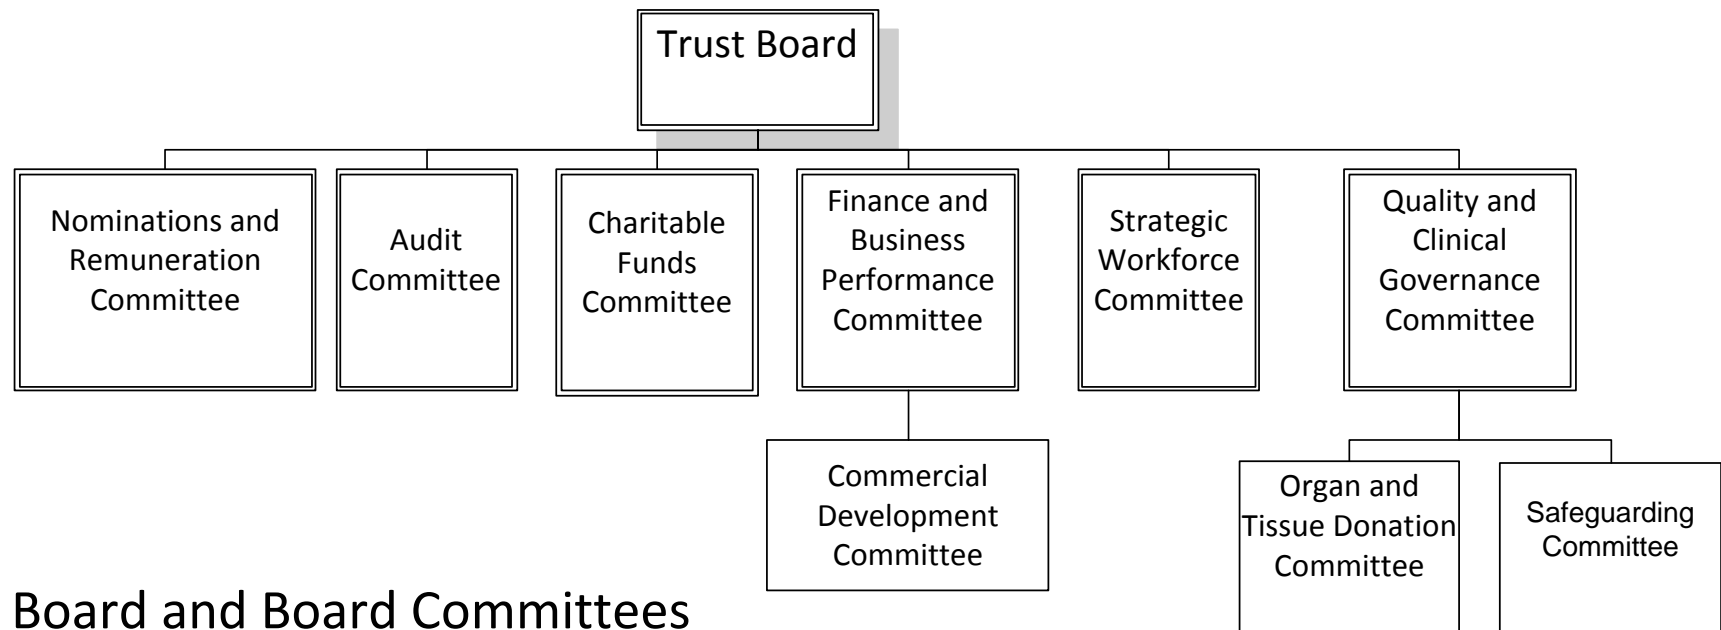 Trust Board
Nominations and
Remuneration
Committee
Audit
Committee
Charitable
Funds
Committee
Finance and
Business
Performance
Committee
Strategic
Workforce
Committee
Quality and
Clinical
Governance
Committee
Commercial
Development
Committee
Organ and
Tissue Donation
Committee
Safeguarding
Committee
Board and Board Committees